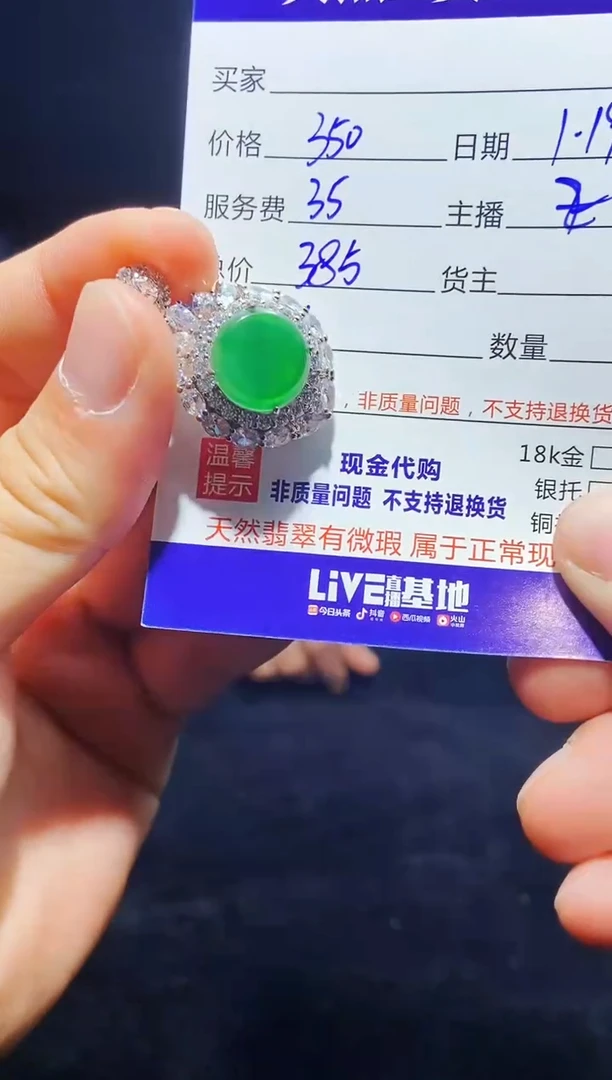 买家
价格 350 日期 1·19
服务费 35 主播
价 385 货主
数量
，非质量问题，不支持退换货
温馨
提示
现金代购
非质量问题 不支持退换货
18k金
银托
铜
天然翡翠有微瑕 属于正常现
LIVE直播基地
今日头条 抖音 西瓜视频 火山